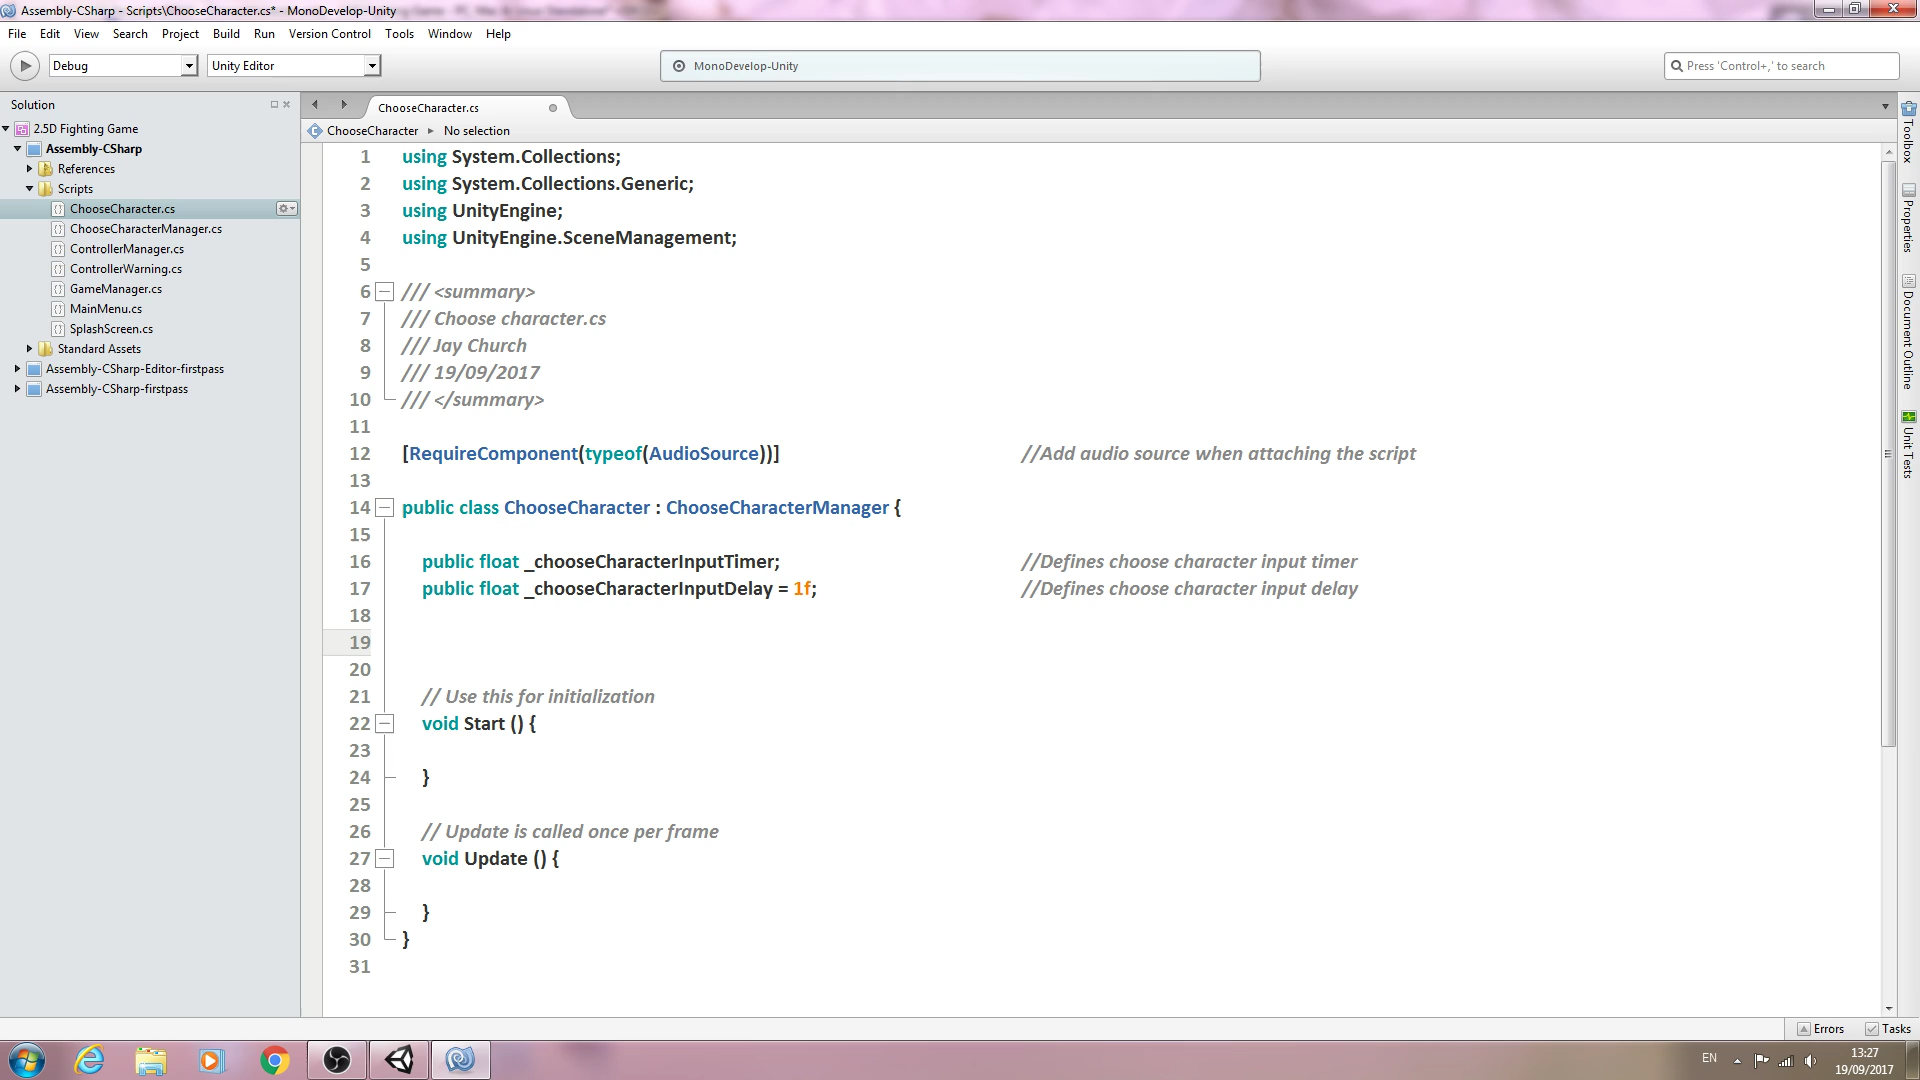 Assembly-CSharp - Scripts\ChooseCharacter.cs* - MonoDevelop-Unity
File Edit View Search Project Build Run Version Control Tools Window Help
Debug Unity Editor MonoDevelop-Unity Press 'Control+,' to search
Solution ChooseCharacter.cs
ChooseCharacter No selection
2.5D Fighting Game
Assembly-CSharp
References
Scripts
ChooseCharacter.cs
ChooseCharacterManager.cs
ControllerManager.cs
ControllerWarning.cs
GameManager.cs
MainMenu.cs
SplashScreen.cs
Standard Assets
Assembly-CSharp-Editor-firstpass
Assembly-CSharp-firstpass
1 using System.Collections;
2 using System.Collections.Generic;
3 using UnityEngine;
4 using UnityEngine.SceneManagement;
5
6 /// <summary>
7 /// Choose character.cs
8 /// Jay Church
9 /// 19/09/2017
10 /// </summary>
11
12 [RequireComponent(typeof(AudioSource))] //Add audio source when attaching the script
13
14 public class ChooseCharacter : ChooseCharacterManager {
15
16 public float _chooseCharacterInputTimer; //Defines choose character input timer
17 public float _chooseCharacterInputDelay = 1f; //Defines choose character input delay
18
19
20
21 // Use this for initialization
22 void Start () {
23
24 }
25
26 // Update is called once per frame
27 void Update () {
28
29 }
30 }
31
Toolbox
Properties
Document Outline
Unit Tests
Errors Tasks
EN 13:27
19/09/2017